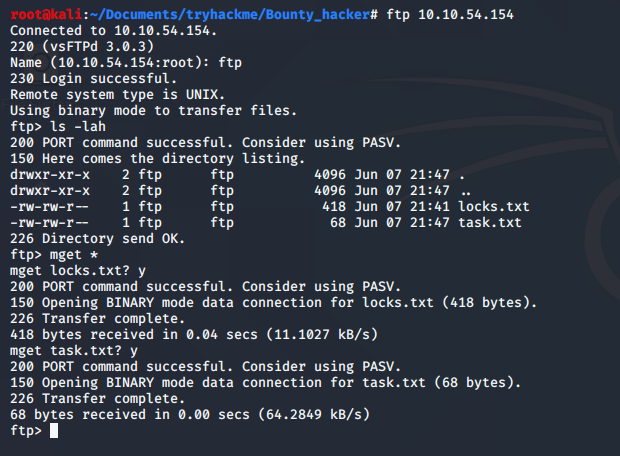 root@kali:~/Documents/tryhackme/Bounty_hacker# ftp 10.10.54.154
Connected to 10.10.54.154.
220 (vsFTPd 3.0.3)
Name (10.10.54.154:root): ftp
230 Login successful.
Remote system type is UNIX.
Using binary mode to transfer files.
ftp> ls -lah
200 PORT command successful. Consider using PASV.
150 Here comes the directory listing.
drwxr-xr-x    2 ftp      ftp          4096 Jun 07 21:47 .
drwxr-xr-x    2 ftp      ftp          4096 Jun 07 21:47 ..
-rw-rw-r--    1 ftp      ftp           418 Jun 07 21:41 locks.txt
-rw-rw-r--    1 ftp      ftp            68 Jun 07 21:47 task.txt
226 Directory send OK.
ftp> mget *
mget locks.txt? y
200 PORT command successful. Consider using PASV.
150 Opening BINARY mode data connection for locks.txt (418 bytes).
226 Transfer complete.
418 bytes received in 0.04 secs (11.1027 kB/s)
mget task.txt? y
200 PORT command successful. Consider using PASV.
150 Opening BINARY mode data connection for task.txt (68 bytes).
226 Transfer complete.
68 bytes received in 0.00 secs (64.2849 kB/s)
ftp>